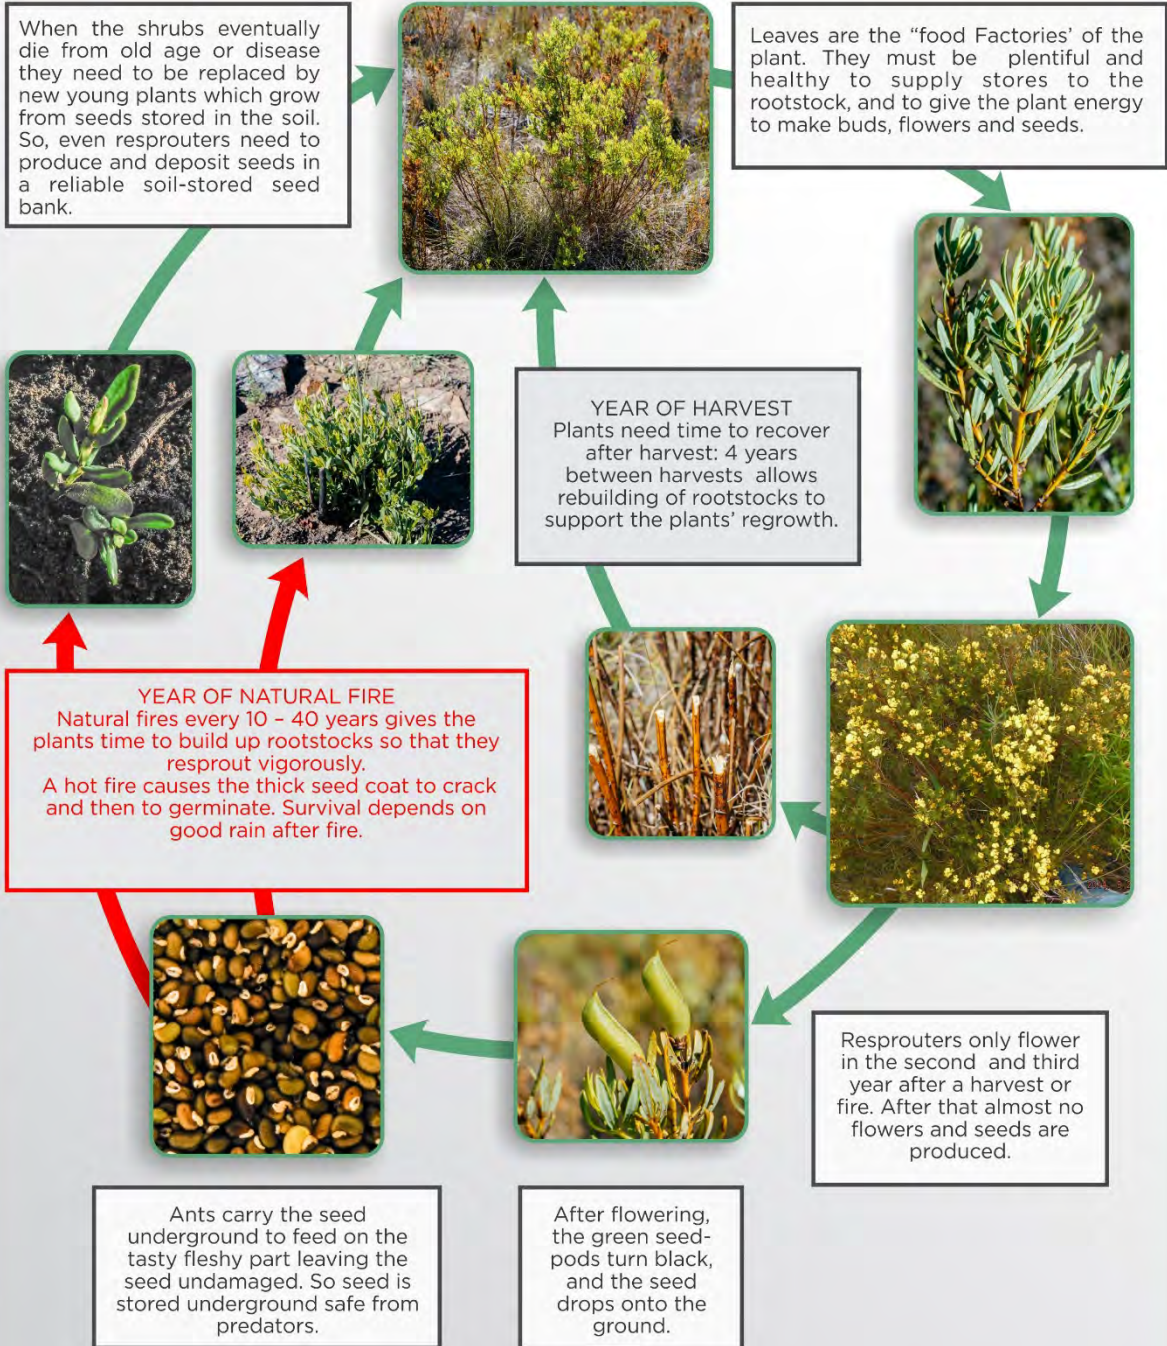 When the shrubs eventually
die from old age or disease
they need to be replaced by
new young plants which grow
from seeds stored in the soil.
So, even resprouters need to
produce and deposit seeds in
a reliable soil-stored seed
bank.
Leaves are the “food Factories’ of the
plant. They must be plentiful and
healthy to supply stores to the
rootstock, and to give the plant energy
to make buds, flowers and seeds.
YEAR OF HARVEST
Plants need time to recover
after harvest: 4 years
between harvests allows
rebuilding of rootstocks to
support the plants’ regrowth.
YEAR OF NATURAL FIRE
Natural fires every 10 – 40 years gives the
plants time to build up rootstocks so that they
resprout vigorously.
A hot fire causes the thick seed coat to crack
and then to germinate. Survival depends on
good rain after fire.
Resprouters only flower
in the second and third
year after a harvest or
fire. After that almost no
flowers and seeds are
produced.
Ants carry the seed
underground to feed on the
tasty fleshy part leaving the
seed undamaged. So seed is
stored underground safe from
predators.
After flowering,
the green seed-
pods turn black,
and the seed
drops onto the
ground.